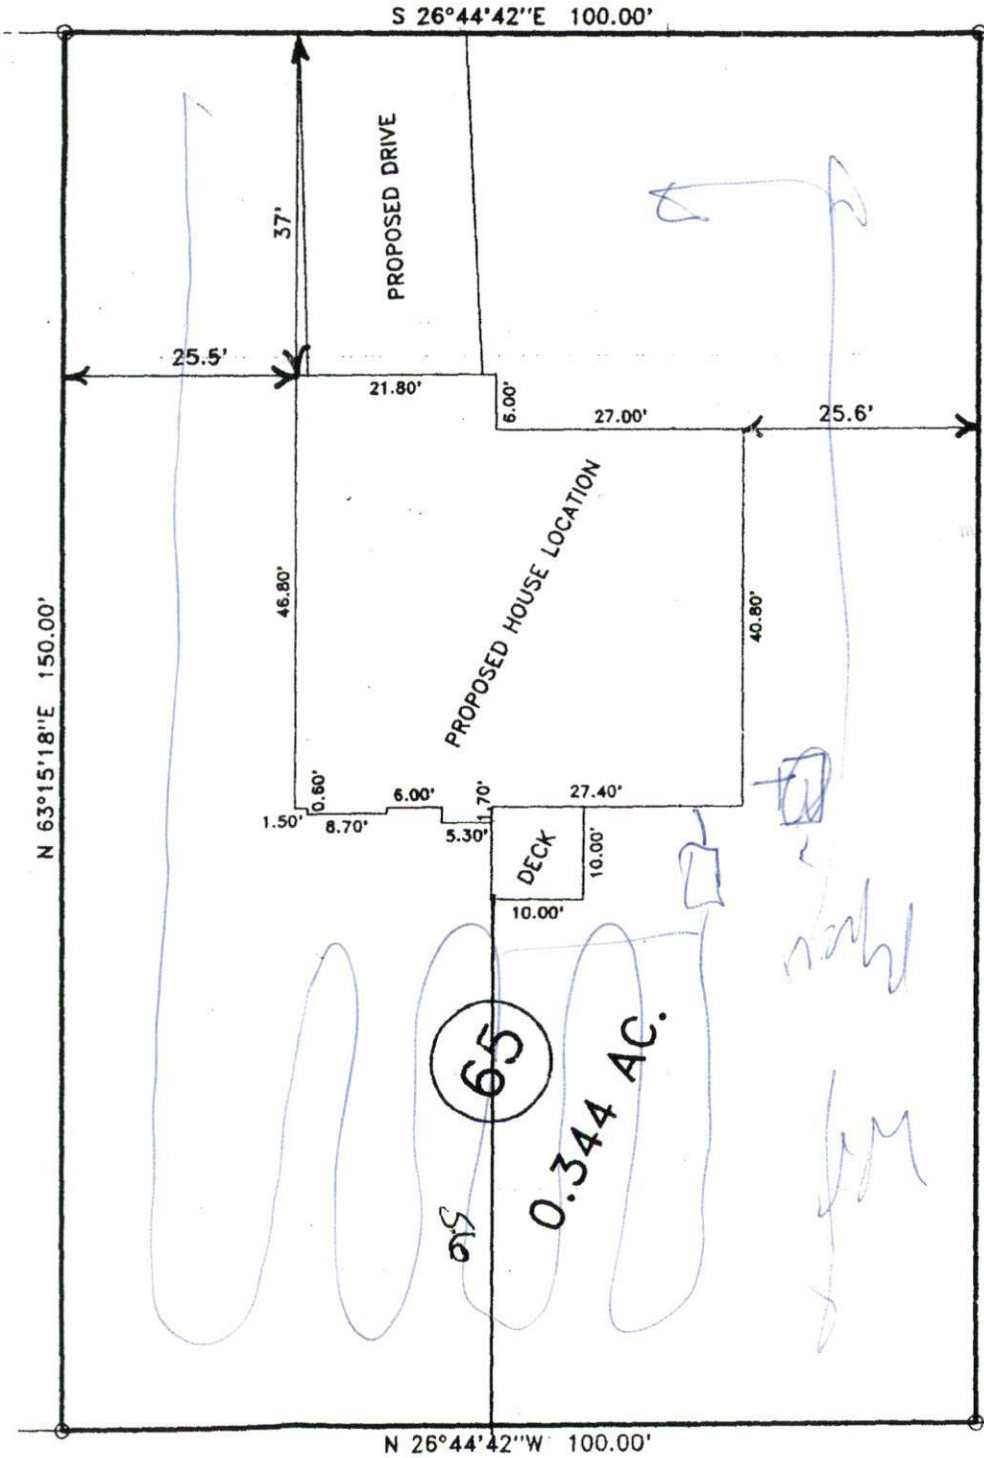 S 26°44'42"E 100.00'
PROPOSED DRIVE
37'
25.5'
21.80'
6.00'
27.00'
25.6'
PROPOSED HOUSE LOCATION
46.80'
40.80'
N 63°15'18"E 150.00'
0.60'
1.50'
8.70'
6.00'
5.30'
1.70'
27.40'
DECK
10.00'
10.00'
65
0.344 AC.
N 26°44'42"W 100.00'